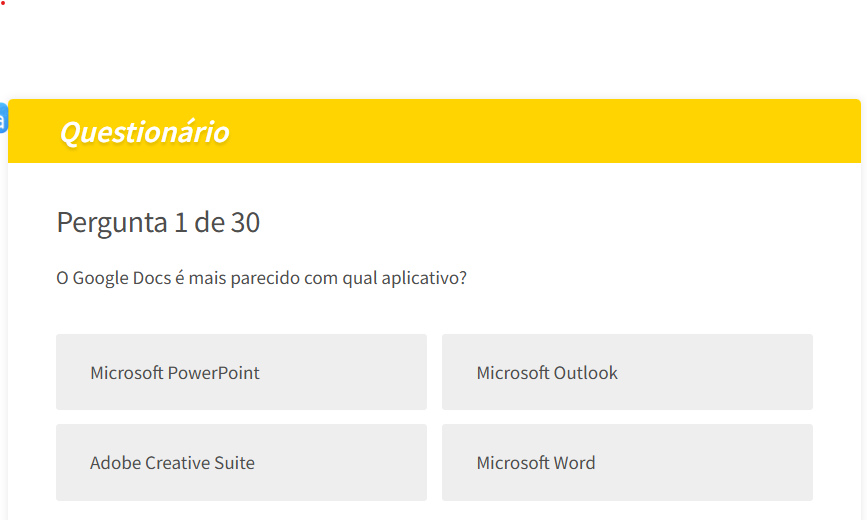 a
Questionário
Pergunta 1 de 30
O Google Docs é mais parecido com qual aplicativo?
Microsoft PowerPoint
Microsoft Outlook
Adobe Creative Suite
Microsoft Word